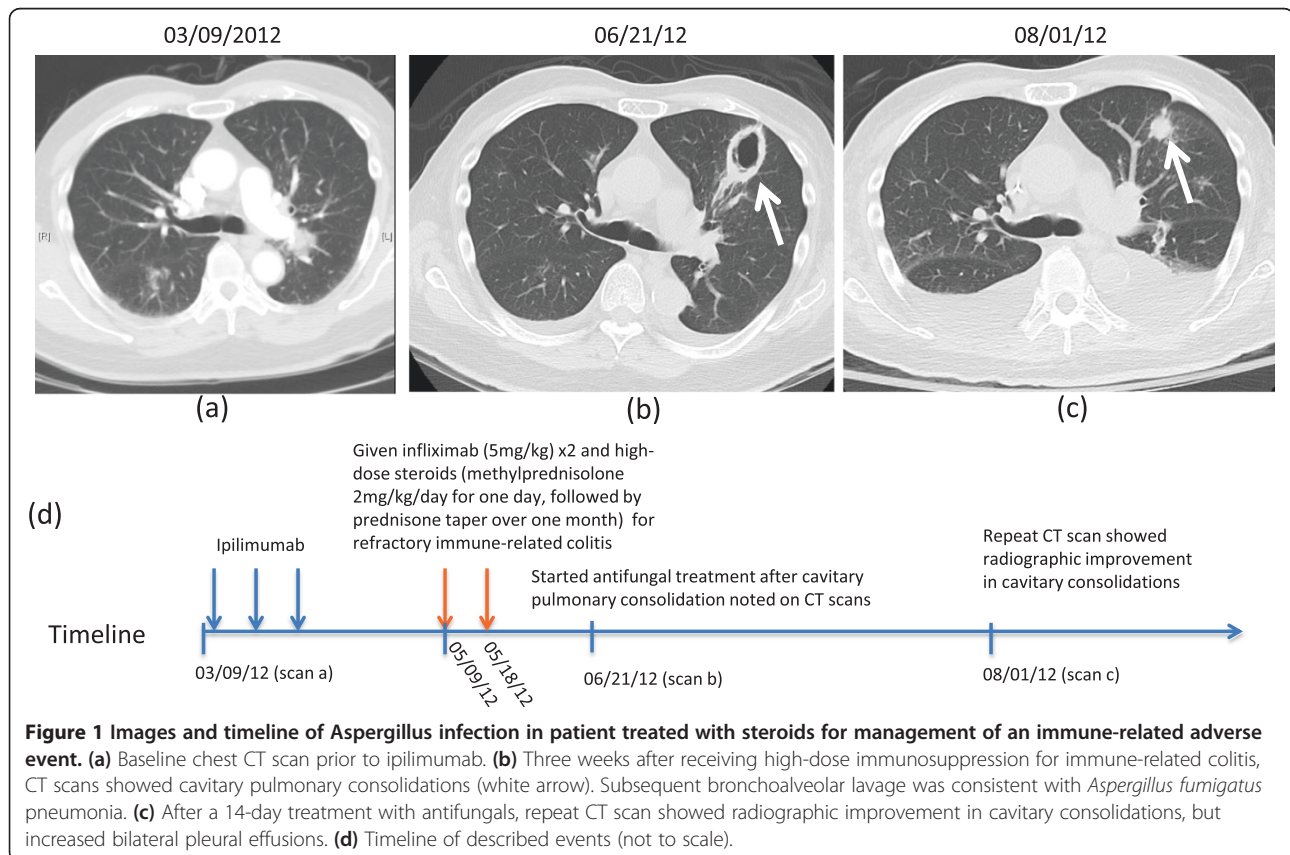 03/09/2012
06/21/12
08/01/12
[R]
[L]
(a)
(b)
(c)
(d)
Given infliximab (5mg/kg) x2 and high-
dose steroids (methylprednisolone
2mg/kg/day for one day, followed by
prednisone taper over one month) for
refractory immune-related colitis
Ipilimumab
Started antifungal treatment after cavitary
pulmonary consolidation noted on CT scans
Repeat CT scan showed
radiographic improvement
in cavitary consolidations
Timeline
03/09/12 (scan a)
05/09/12
05/18/12
06/21/12 (scan b)
08/01/12 (scan c)
Figure 1 Images and timeline of Aspergillus infection in patient treated with steroids for management of an immune-related adverse
event. (a) Baseline chest CT scan prior to ipilimumab. (b) Three weeks after receiving high-dose immunosuppression for immune-related colitis,
CT scans showed cavitary pulmonary consolidations (white arrow). Subsequent bronchoalveolar lavage was consistent with Aspergillus fumigatus
pneumonia. (c) After a 14-day treatment with antifungals, repeat CT scan showed radiographic improvement in cavitary consolidations, but
increased bilateral pleural effusions. (d) Timeline of described events (not to scale).